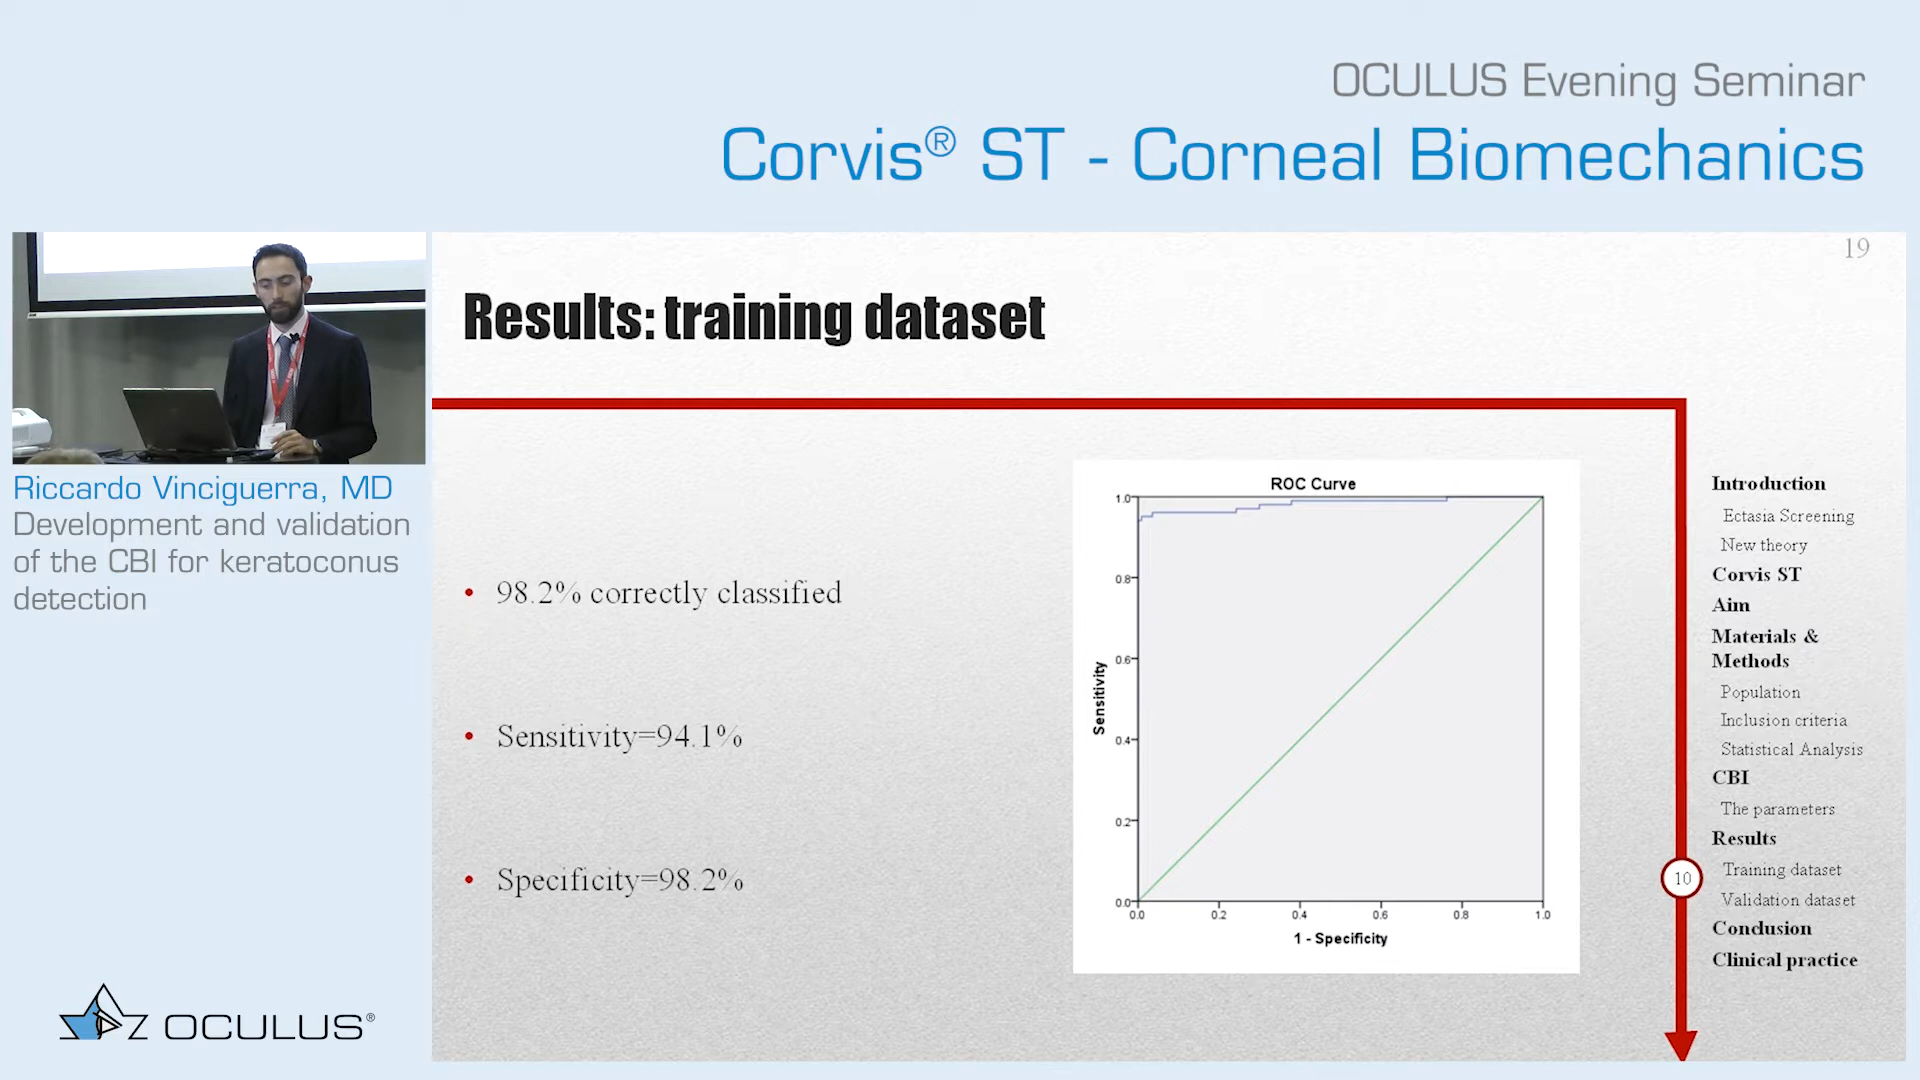 OCULUS Evening Seminar
Corvis® ST - Corneal Biomechanics
Riccardo Vinciguerra, MD
Development and validation
of the CBI for keratoconus
detection
OCULUS®
19
Results: training dataset
• 98.2% correctly classified
• Sensitivity=94.1%
• Specificity=98.2%
ROC Curve
Sensitivity
1.0
0.8
0.6
0.4
0.2
0.0
0.0 0.2 0.4 0.6 0.8 1.0
1 - Specificity
Introduction
Ectasia Screening
New theory
Corvis ST
Aim
Materials &
Methods
Population
Inclusion criteria
Statistical Analysis
CBI
The parameters
Results
10
Training dataset
Validation dataset
Conclusion
Clinical practice